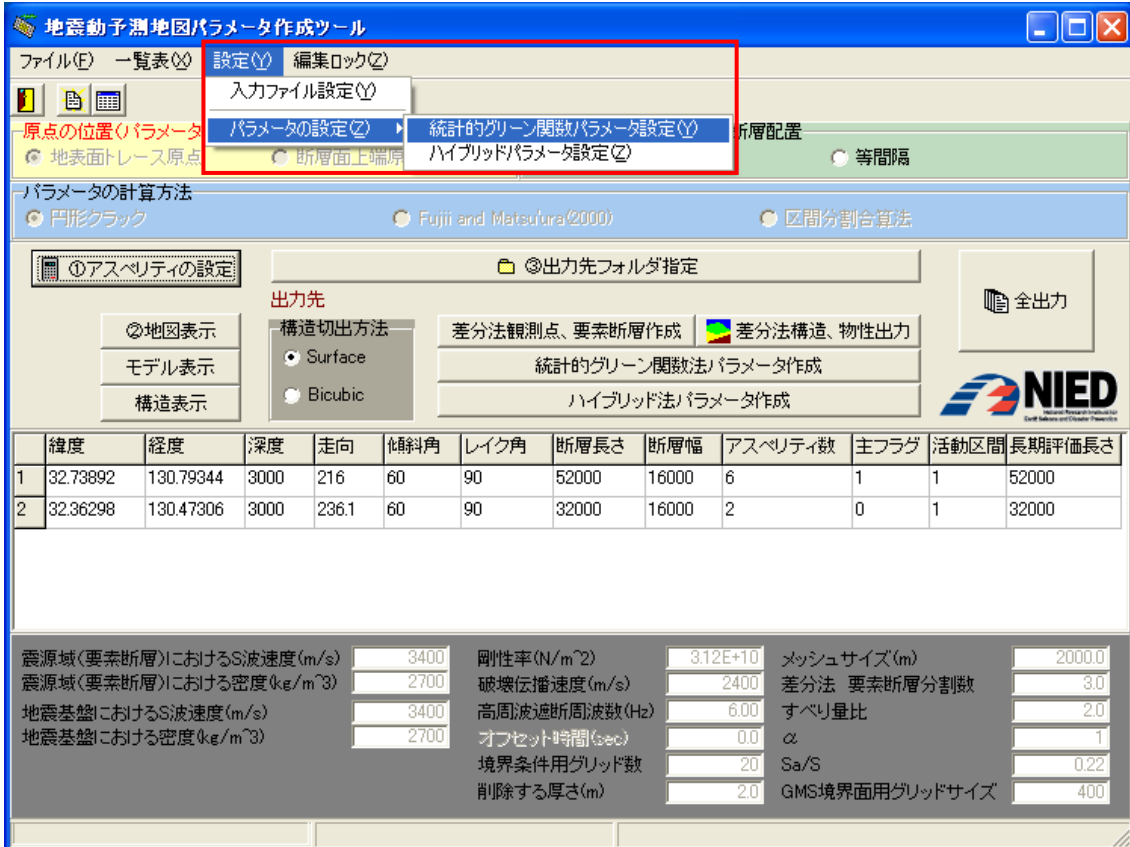 地震動予測地図パラメータ作成ツール
ファイル(F) 一覧表(X) 設定(Y) 編集ロック(Z)
入力ファイル設定(Y)
パラメータの設定(Z) 統計的グリーン関数パラメータ設定(Y)
ハイブリッドパラメータ設定(Z)
原点の位置(パラメータ 断層配置
地表面トレース原点 断層面上端原 等間隔
パラメータの計算方法
円形クラック Fujii and Matsu'ura(2000) 区間分割合算法
①アスペリティの設定 ③出力先フォルダ指定 全出力
出力先
②地図表示 構造切出方法 差分法観測点、要素断層作成 差分法構造、物性出力
モデル表示 Surface 統計的グリーン関数法パラメータ作成
構造表示 Bicubic ハイブリッド法パラメータ作成
NIED
緯度 経度 深度 走向 傾斜角 レイク角 断層長さ 断層幅 アスペリティ数 主フラグ 活動区間 長期評価長さ
1 32.73892 130.79344 3000 216 60 90 52000 16000 6 1 1 52000
2 32.36298 130.47306 3000 236.1 60 90 32000 16000 2 0 1 32000
震源域(要素断層)におけるS波速度(m/s) 3400 剛性率(N/m^2) 3.12E+10 メッシュサイズ(m) 2000.0
震源域(要素断層)における密度(kg/m^3) 2700 破壊伝播速度(m/s) 2400 差分法 要素断層分割数 3.0
地震基盤におけるS波速度(m/s) 3400 高周波遮断周波数(Hz) 6.00 すべり量比 2.0
地震基盤における密度(kg/m^3) 2700 オフセット時間(sec) 0.0 α 1
境界条件用グリッド数 20 Sa/S 0.22
削除する厚さ(m) 2.0 GMS境界面用グリッドサイズ 400